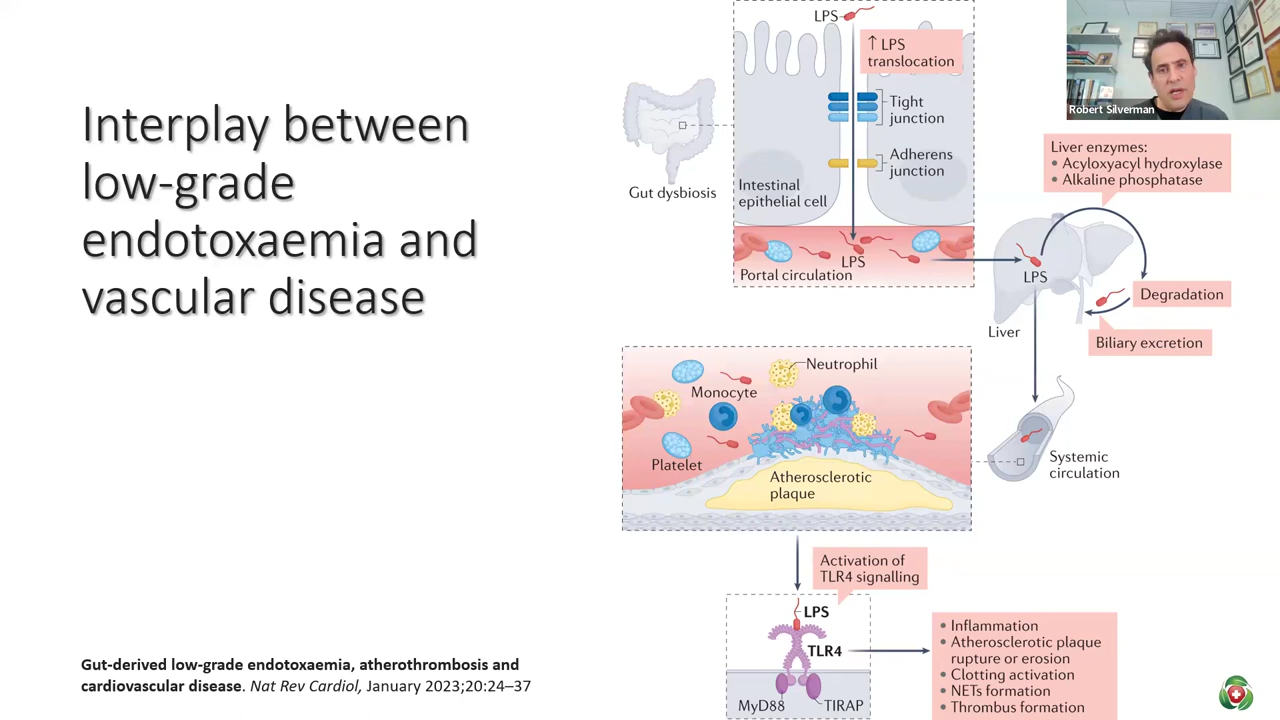 Interplay between
low-grade
endotoxaemia and
vascular disease
Gut-derived low-grade endotoxaemia, atherothrombosis and
cardiovascular disease. Nat Rev Cardiol, January 2023;20:24–37
LPS
↑ LPS
translocation
Tight
junction
Adherens
junction
Gut dysbiosis
Intestinal
epithelial cell
LPS
Portal circulation
Robert Silverman
Liver enzymes:
• Acyloxyacyl hydroxylase
• Alkaline phosphatase
LPS
Degradation
Liver
Biliary excretion
Neutrophil
Monocyte
Platelet
Atherosclerotic
plaque
Systemic
circulation
Activation of
TLR4 signalling
LPS
TLR4
MyD88
TIRAP
• Inflammation
• Atherosclerotic plaque
rupture or erosion
• Clotting activation
• NETs formation
• Thrombus formation